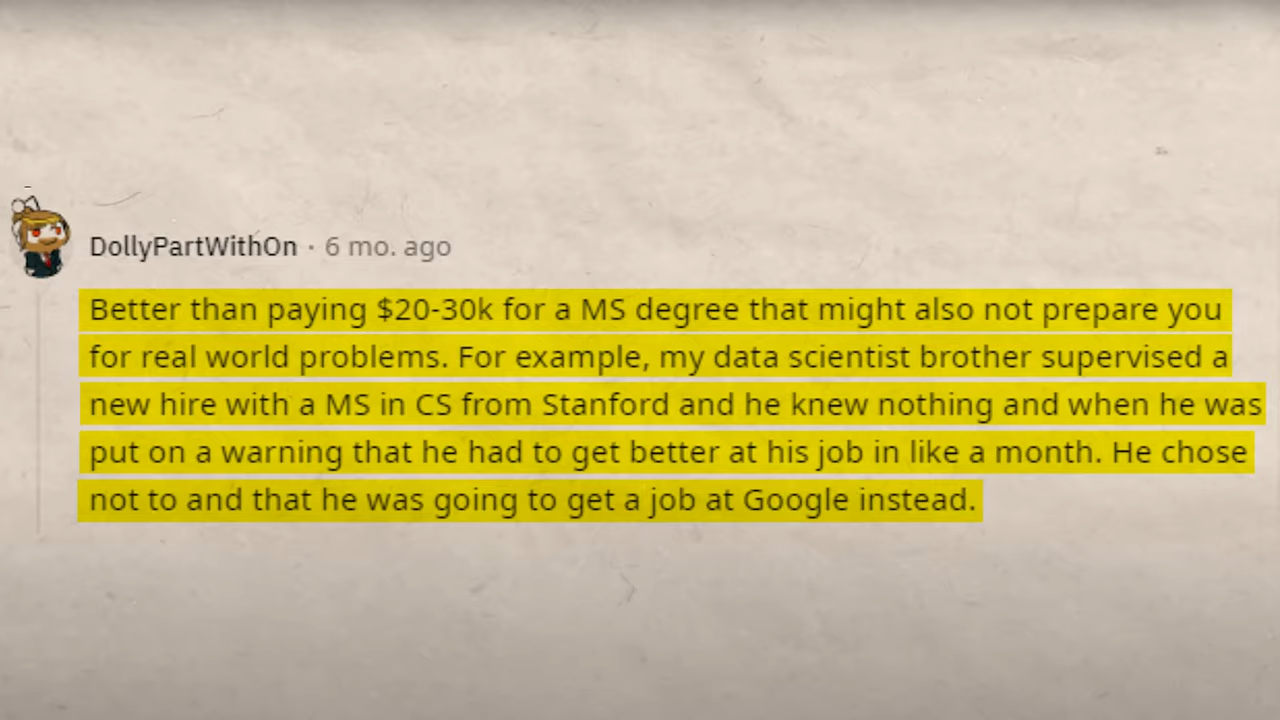 DollyPartWithOn · 6 mo. ago
Better than paying $20-30k for a MS degree that might also not prepare you
for real world problems. For example, my data scientist brother supervised a
new hire with a MS in CS from Stanford and he knew nothing and when he was
put on a warning that he had to get better at his job in like a month. He chose
not to and that he was going to get a job at Google instead.